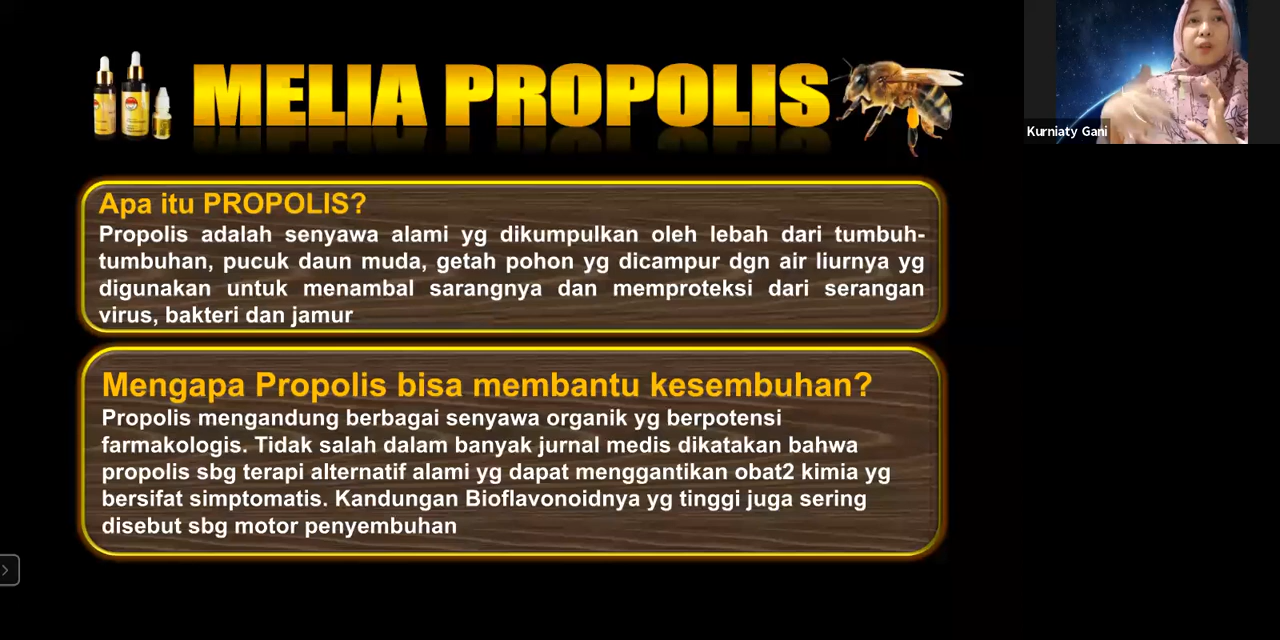 MELIA PROPOLIS
Kurniaty Gani
Apa itu PROPOLIS?
Propolis adalah senyawa alami yg dikumpulkan oleh lebah dari tumbuh-
tumbuhan, pucuk daun muda, getah pohon yg dicampur dgn air liurnya yg
digunakan untuk menambal sarangnya dan memproteksi dari serangan
virus, bakteri dan jamur
Mengapa Propolis bisa membantu kesembuhan?
Propolis mengandung berbagai senyawa organik yg berpotensi
farmakologis. Tidak salah dalam banyak jurnal medis dikatakan bahwa
propolis sbg terapi alternatif alami yg dapat menggantikan obat2 kimia yg
bersifat simptomatis. Kandungan Bioflavonoidnya yg tinggi juga sering
disebut sbg motor penyembuhan